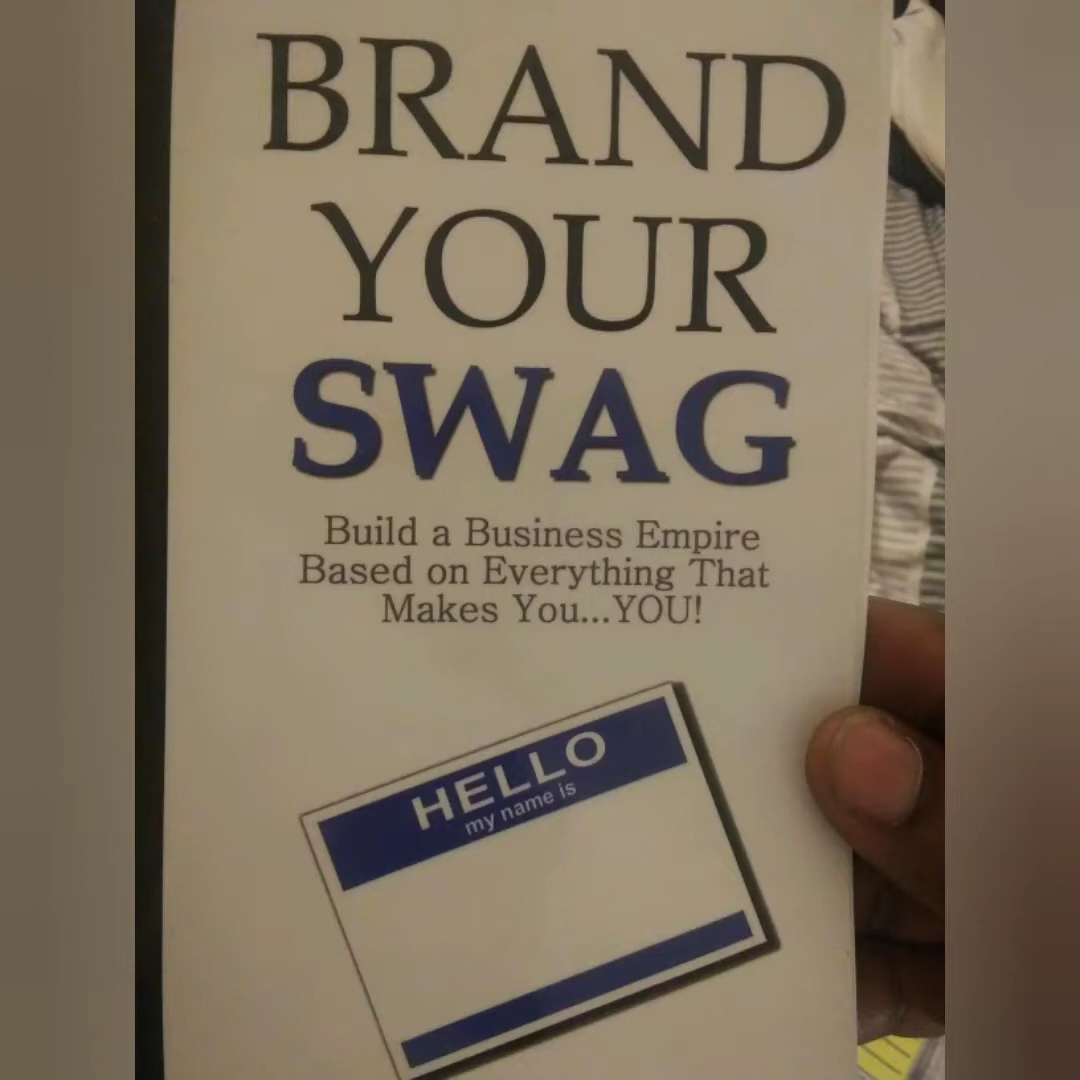 BRAND
YOUR
SWAG
Build a Business Empire
Based on Everything That
Makes You...YOU!
HELLO
my name is